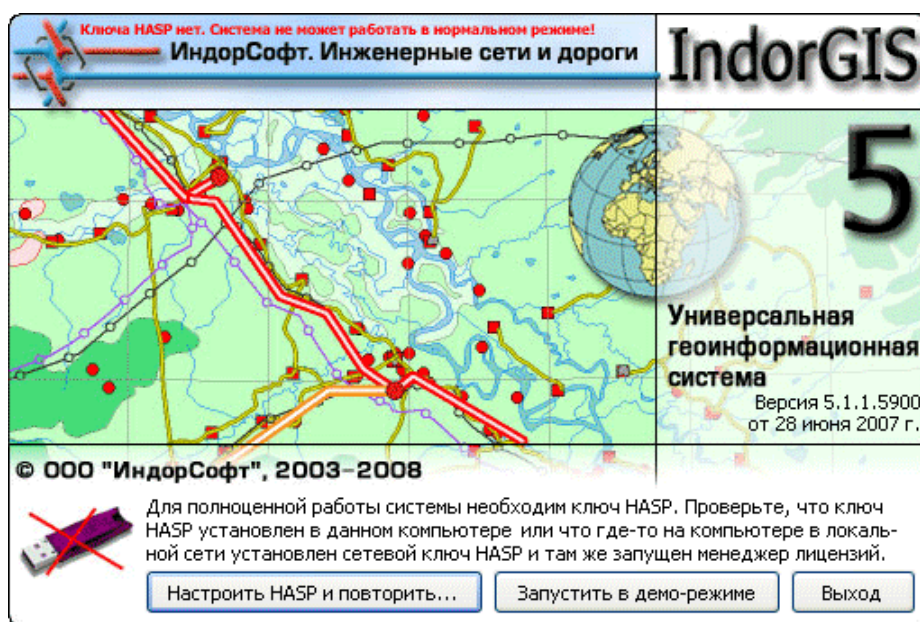 Ключа HASP нет. Система не может работать в нормальном режиме!
ИндорСофт. Инженерные сети и дороги
IndorGIS
5
Универсальная
геоинформационная
система
Версия 5.1.1.5900
от 28 июня 2007 г.
© ООО "ИндорСофт", 2003-2008
Для полноценной работы системы необходим ключ HASP. Проверьте, что ключ
HASP установлен в данном компьютере или что где-то на компьютере в локаль-
ной сети установлен сетевой ключ HASP и там же запущен менеджер лицензий.
Настроить HASP и повторить...
Запустить в демо-режиме
Выход